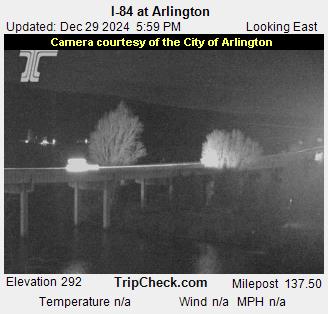 I-84 at Arlington
Updated: Dec 29 2024 5:59 PM Looking East
Camera courtesy of the City of Arlington
Elevation 292 TripCheck.com Milepost 137.50
Temperature n/a Wind n/a MPH n/a